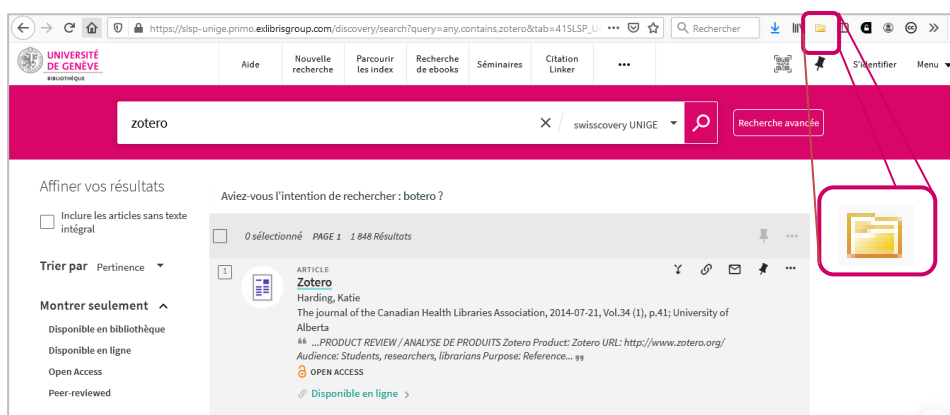 https://slsp-unige.primo.exlibrisgroup.com/discovery/search?query=any,contains,zotero&tab=41SLSP_U
Rechercher
UNIVERSITÉ
DE GENÈVE
BIBLIOTHÈQUE
Aide
Nouvelle
recherche
Parcourir
les index
Recherche
de ebooks
Séminaires
Citation
Linker
S'identifier
Menu
zotero
swisscovery UNIGE
Recherche avancée
Affiner vos résultats
Inclure les articles sans texte
intégral
Trier par Pertinence
Montrer seulement
Disponible en bibliothèque
Disponible en ligne
Open Access
Peer-reviewed
Aviez-vous l'intention de rechercher : botero ?
0 sélectionné PAGE 1 1 848 Résultats
1
ARTICLE
Zotero
Harding, Katie
The journal of the Canadian Health Libraries Association, 2014-07-21, Vol.34 (1), p.41; University of
Alberta
“ ...PRODUCT REVIEW / ANALYSE DE PRODUITS Zotero Product: Zotero URL: http://www.zotero.org/
Audience: Students, researchers, librarians Purpose: Reference... ”
OPEN ACCESS
Disponible en ligne